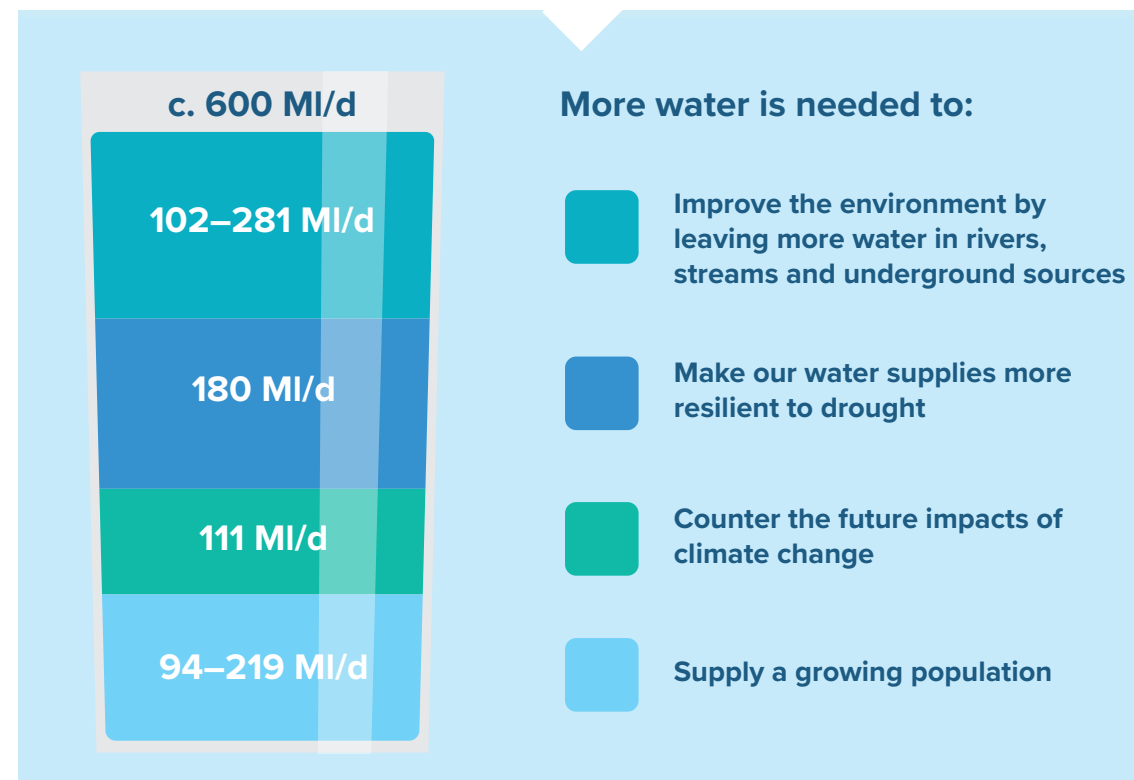 c. 600 Ml/d
102–281 Ml/d
180 Ml/d
111 Ml/d
94–219 Ml/d
More water is needed to:
Improve the environment by
leaving more water in rivers,
streams and underground sources
Make our water supplies more
resilient to drought
Counter the future impacts of
climate change
Supply a growing population